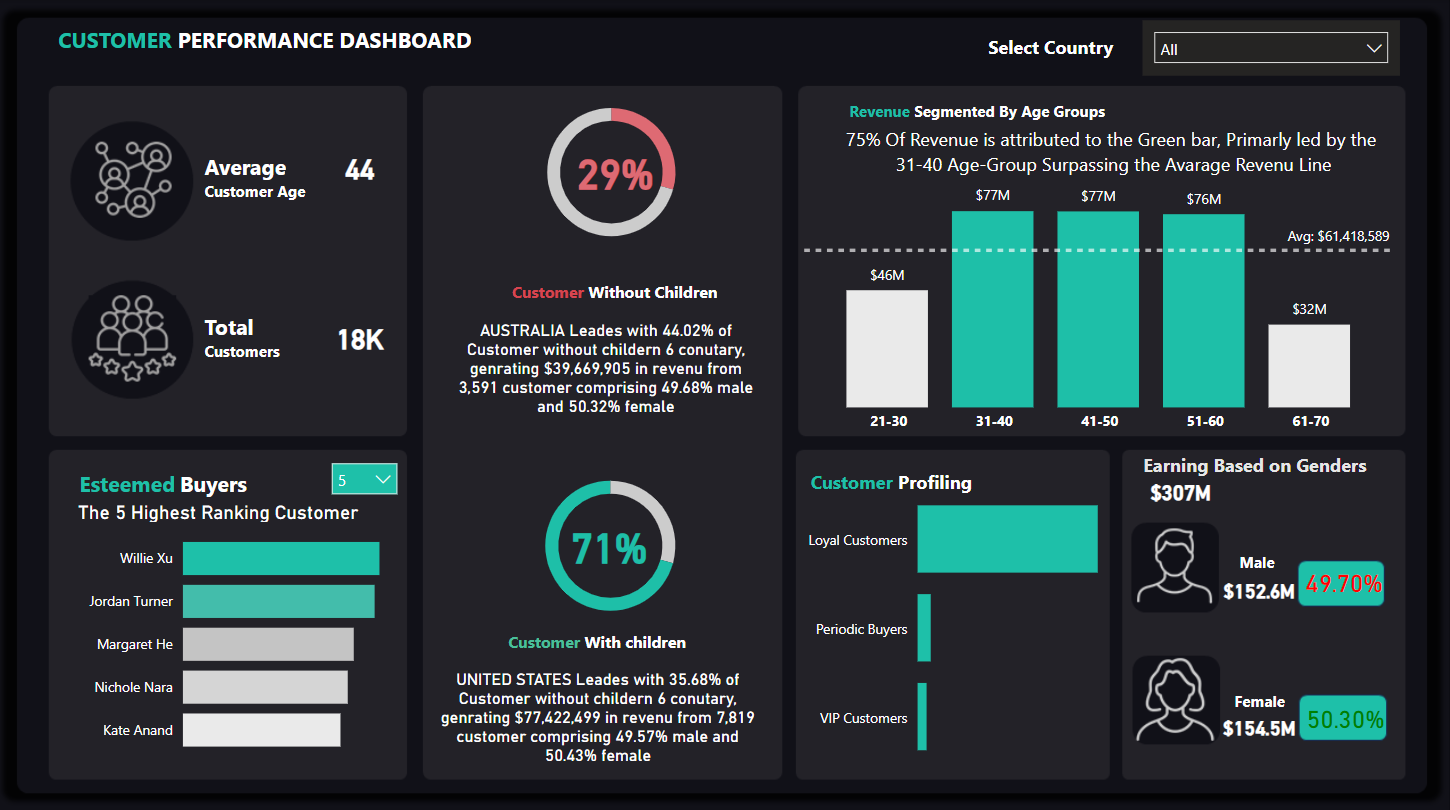 CUSTOMER PERFORMANCE DASHBOARD
Select Country
All
Average
Customer Age
44
Total
Customers
18K
29%
Customer Without Children
AUSTRALIA Leades with 44.02% of
Customer without childern 6 conutary,
genrating $39,669,905 in revenu from
3,591 customer comprising 49.68% male
and 50.32% female
71%
Customer With children
UNITED STATES Leades with 35.68% of
Customer without childern 6 conutary,
genrating $77,422,499 in revenu from 7,819
customer comprising 49.57% male and
50.43% female
Revenue Segmented By Age Groups
75% Of Revenue is attributed to the Green bar, Primarly led by the
31-40 Age-Group Surpassing the Avarage Revenu Line
$77M
$77M
$76M
Avg: $61,418,589
$46M
$32M
21-30
31-40
41-50
51-60
61-70
Esteemed Buyers
5
The 5 Highest Ranking Customer
Willie Xu
Jordan Turner
Margaret He
Nichole Nara
Kate Anand
Customer Profiling
Loyal Customers
Periodic Buyers
VIP Customers
Earning Based on Genders
$307M
Male
$152.6M
49.70%
Female
$154.5M
50.30%